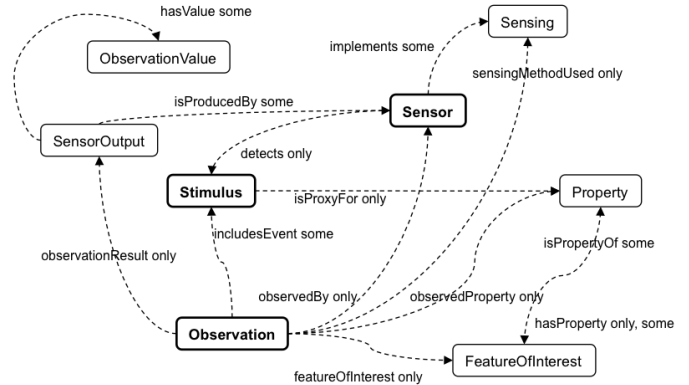 hasValue some
Sensing
implements some
ObservationValue
sensingMethodUsed only
isProducedBy some
Sensor
SensorOutput
detects only
Stimulus
isProxyFor only
Property
includesEvent some
isPropertyOf some
observationResult only
observedBy only
observedProperty only
hasProperty only, some
Observation
FeatureOfInterest
featureOfInterest only